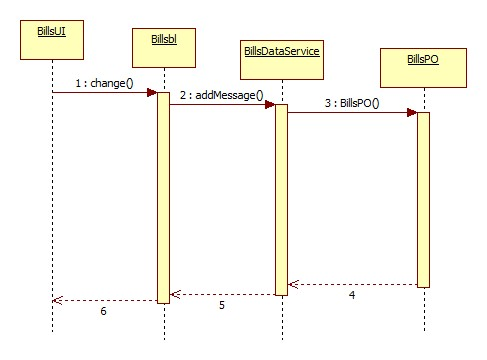 BillsUI
Billsbl
BillsDataService
BillsPO
1 : change()
2 : addMessage()
3 : BillsPO()
4
5
6